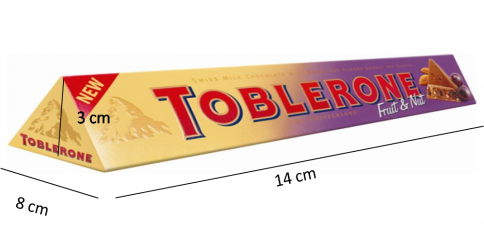 NEW
3 cm
TOBLERONE
TOBLERONE
Fruit & Nut
SWISS MILK CHOCOLATE
8 cm
14 cm